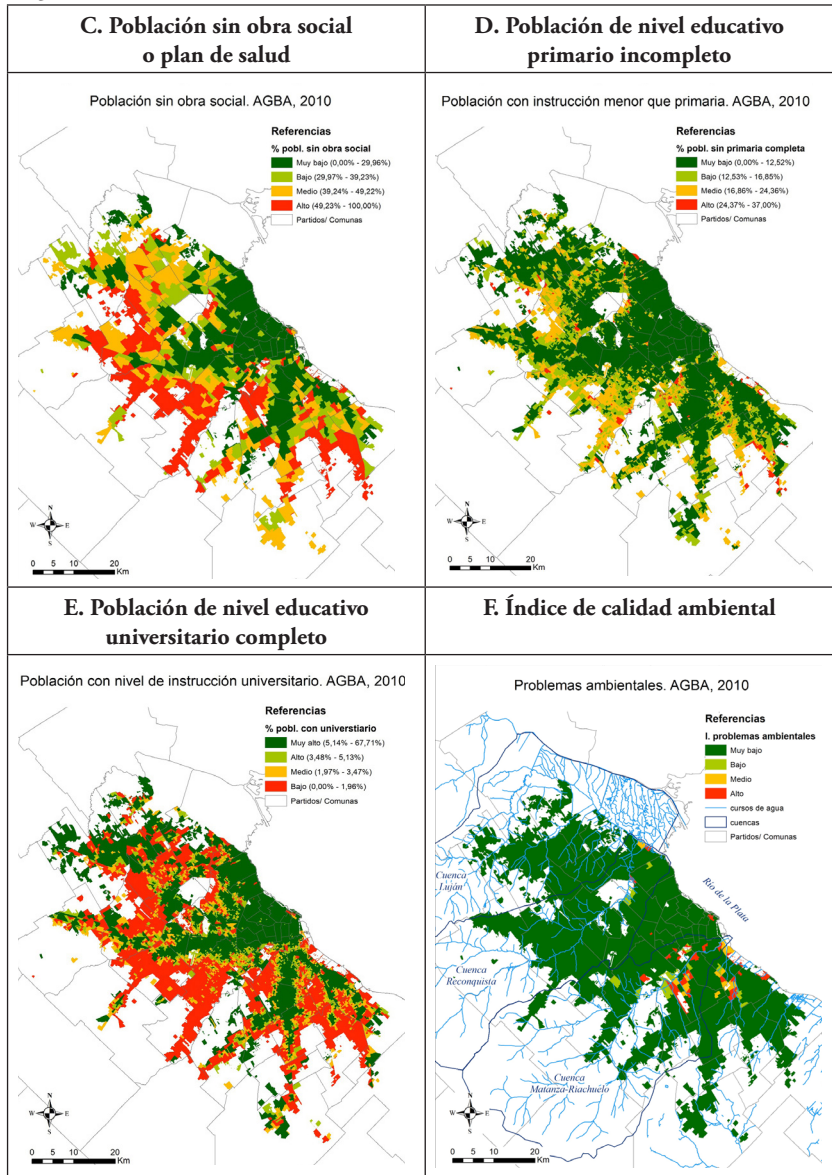 C. Población sin obra social
o plan de salud
D. Población de nivel educativo
primario incompleto
Población sin obra social. AGBA, 2010
Referencias
% pobl. sin obra social
Muy bajo (0,00% - 29,96%)
Bajo (29,97% - 39,23%)
Medio (39,24% - 49,22%)
Alto (49,23% - 100,00%)
Partidos/ Comunas
N
W E
S
0 5 10 20
Km
Población con instrucción menor que primaria. AGBA, 2010
Referencias
% pobl. sin primaria completa
Muy bajo (0,00% - 12,52%)
Bajo (12,53% - 16,85%)
Medio (16,86% - 24,36%)
Alto (24,37% - 37,00%)
Partidos/ Comunas
N
W E
S
0 5 10 20
Km
E. Población de nivel educativo
universitario completo
F. Índice de calidad ambiental
Población con nivel de instrucción universitario. AGBA, 2010
Referencias
% pobl. con universtiario
Muy alto (5,14% - 67,71%)
Alto (3,48% - 5,13%)
Medio (1,97% - 3,47%)
Bajo (0,00% - 1,96%)
Partidos/ Comunas
N
W E
S
0 5 10 20
Km
Problemas ambientales. AGBA, 2010
Referencias
I. problemas ambientales
Muy bajo
Bajo
Medio
Alto
cursos de agua
cuencas
Partidos/ Comunas
Río de la Plata
Cuenca
Luján
Cuenca
Reconquista
Cuenca
Matanza-Riachuelo
N
W E
S
0 5 10 20
Km